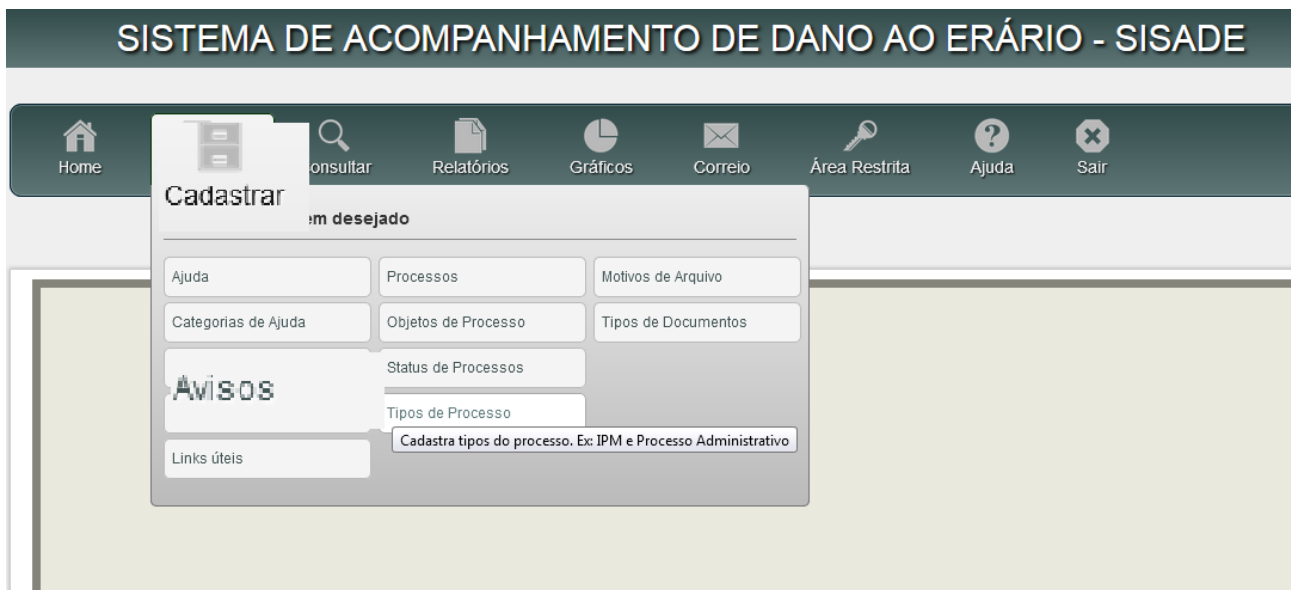 SISTEMA DE ACOMPANHAMENTO DE DANO AO ERÁRIO - SISADE
Home
Cadastrar
onsultar
Relatórios
Gráficos
Correio
Área Restrita
Ajuda
Sair
em desejado
Ajuda
Processos
Motivos de Arquivo
Categorias de Ajuda
Objetos de Processo
Tipos de Documentos
Avisos
Status de Processos
Tipos de Processo
Cadastra tipos do processo. Ex: IPM e Processo Administrativo
Links úteis